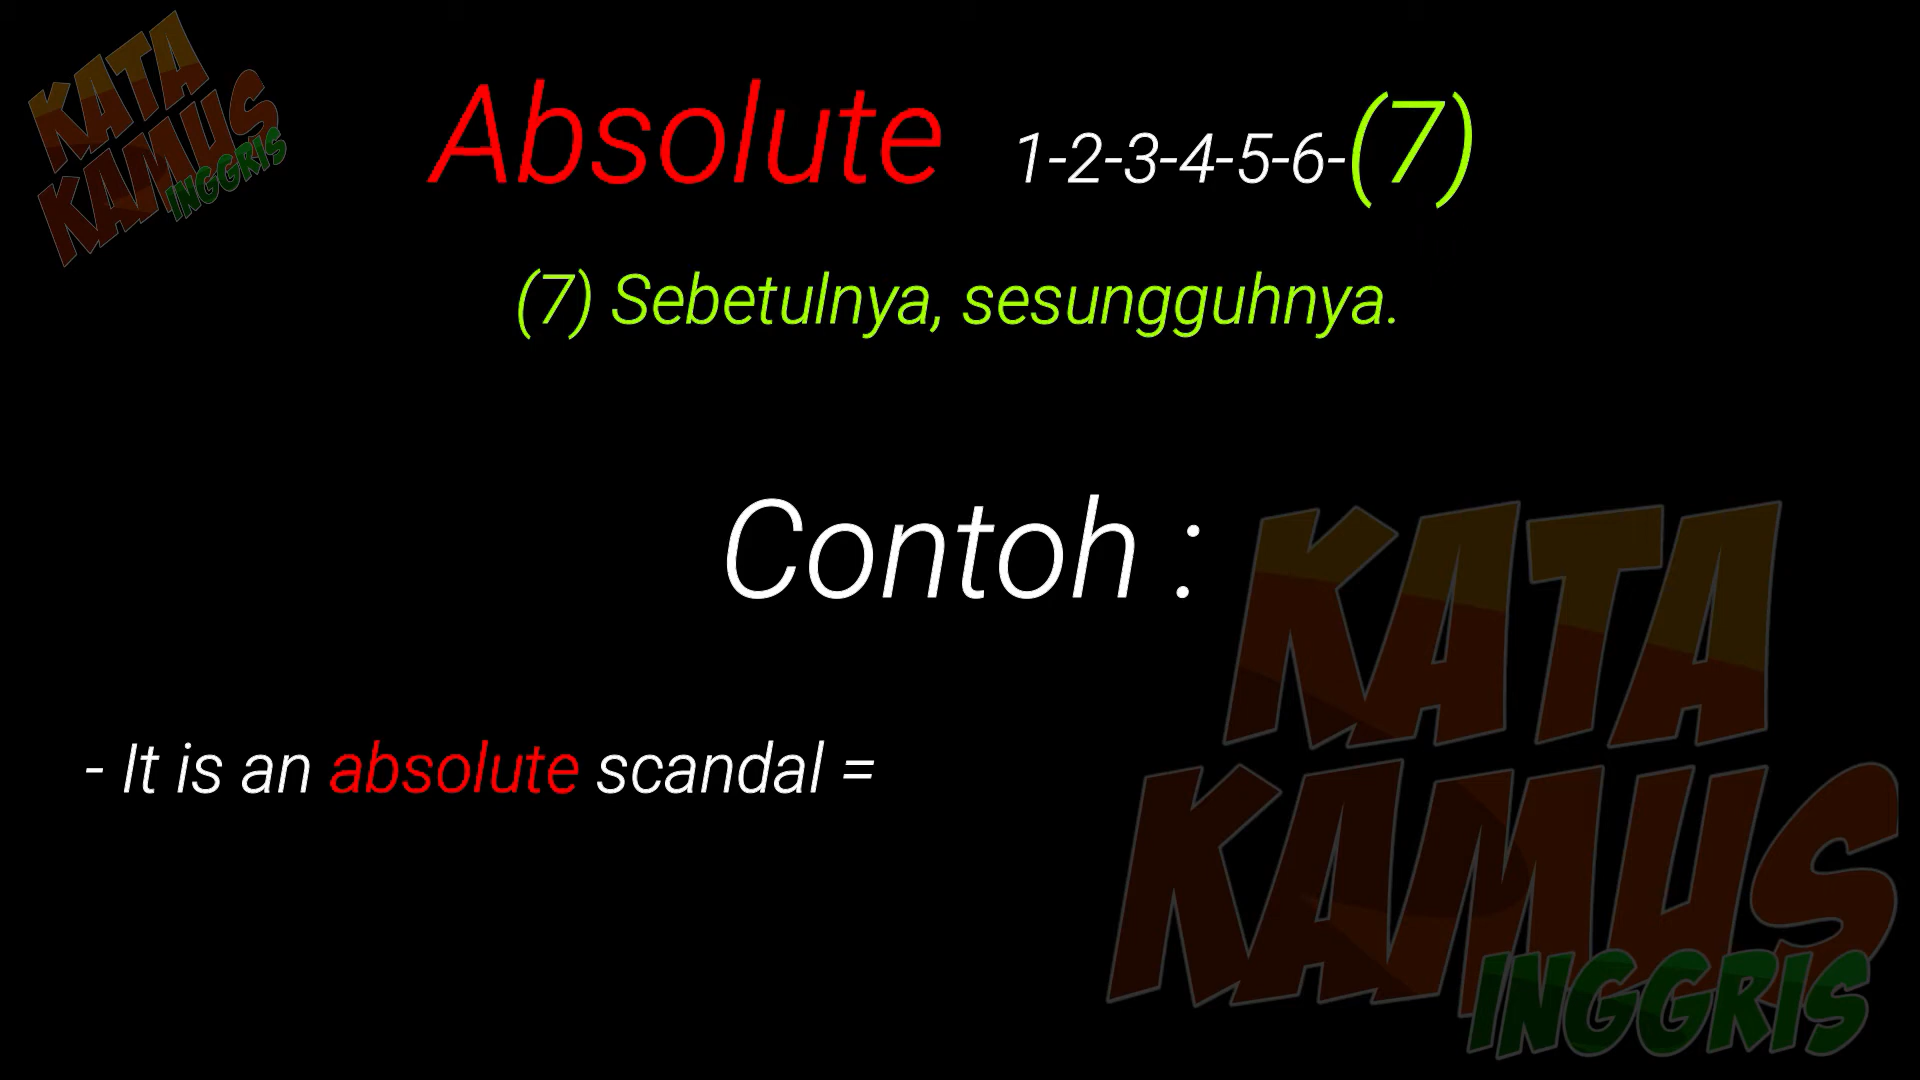 KATA
KAMUS
INGGRIS
Absolute 1-2-3-4-5-6-(7)
(7) Sebetulnya, sesungguhnya.
Contoh :
- It is an absolute scandal =
KATA
KAMUS
INGGRIS